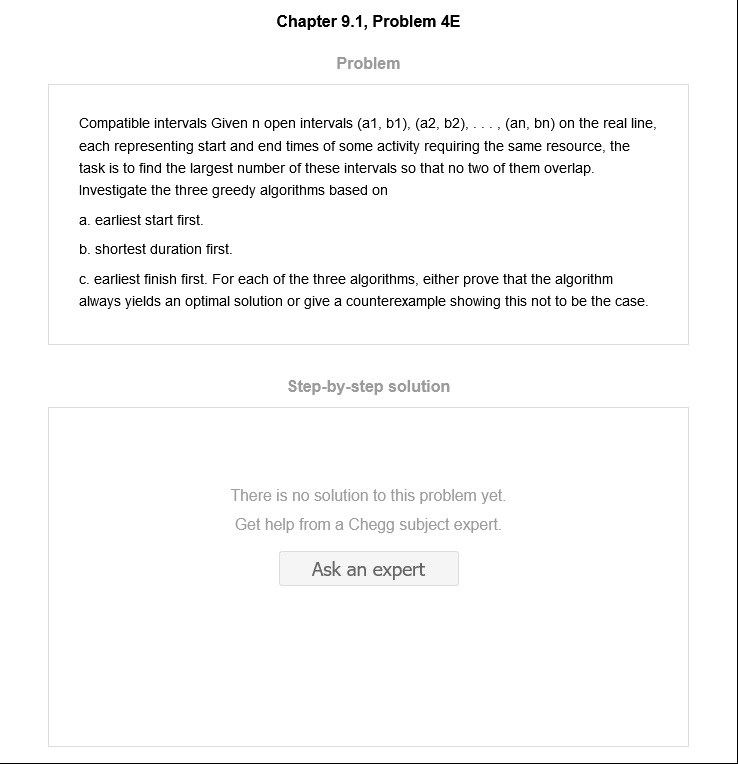 Chapter 9.1, Problem 4E
Problem
Compatible intervals Given n open intervals (a1, b1), (a2, b2), . . . , (an, bn) on the real line,
each representing start and end times of some activity requiring the same resource, the
task is to find the largest number of these intervals so that no two of them overlap.
Investigate the three greedy algorithms based on
a. earliest start first.
b. shortest duration first.
c. earliest finish first. For each of the three algorithms, either prove that the algorithm
always yields an optimal solution or give a counterexample showing this not to be the case.
Step-by-step solution
There is no solution to this problem yet.
Get help from a Chegg subject expert.
Ask an expert